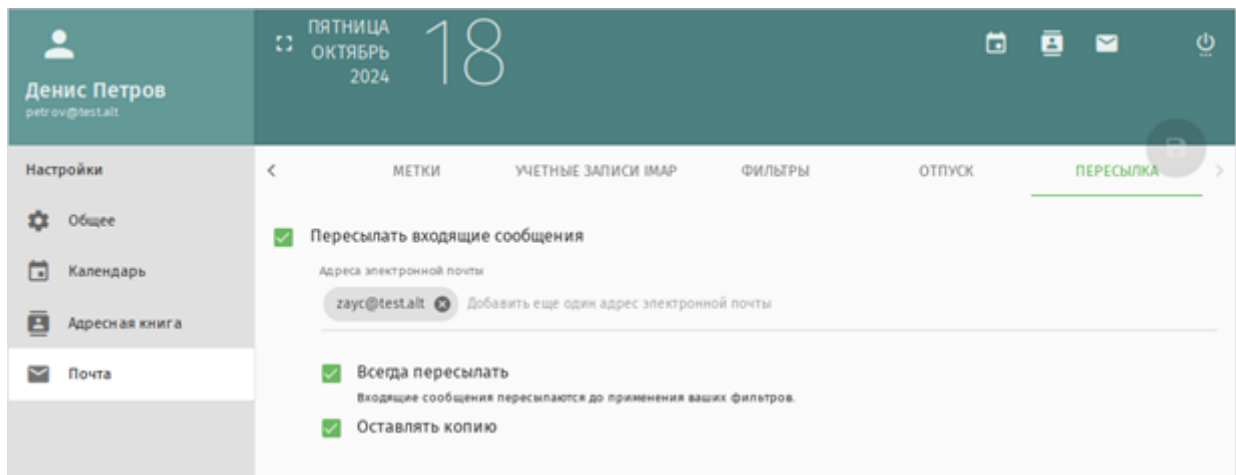 Денис Петров
petrov@test.alt
ПЯТНИЦА
ОКТЯБРЬ
2024
18
Настройки
Общее
Календарь
Адресная книга
Почта
МЕТКИ УЧЕТНЫЕ ЗАПИСИ IMAP ФИЛЬТРЫ ОТПУСК ПЕРЕСЫЛКА
Пересылать входящие сообщения
Адреса электронной почты
zayc@test.alt Добавить еще один адрес электронной почты
Всегда пересылать
Входящие сообщения пересылаются до применения ваших фильтров.
Оставлять копию